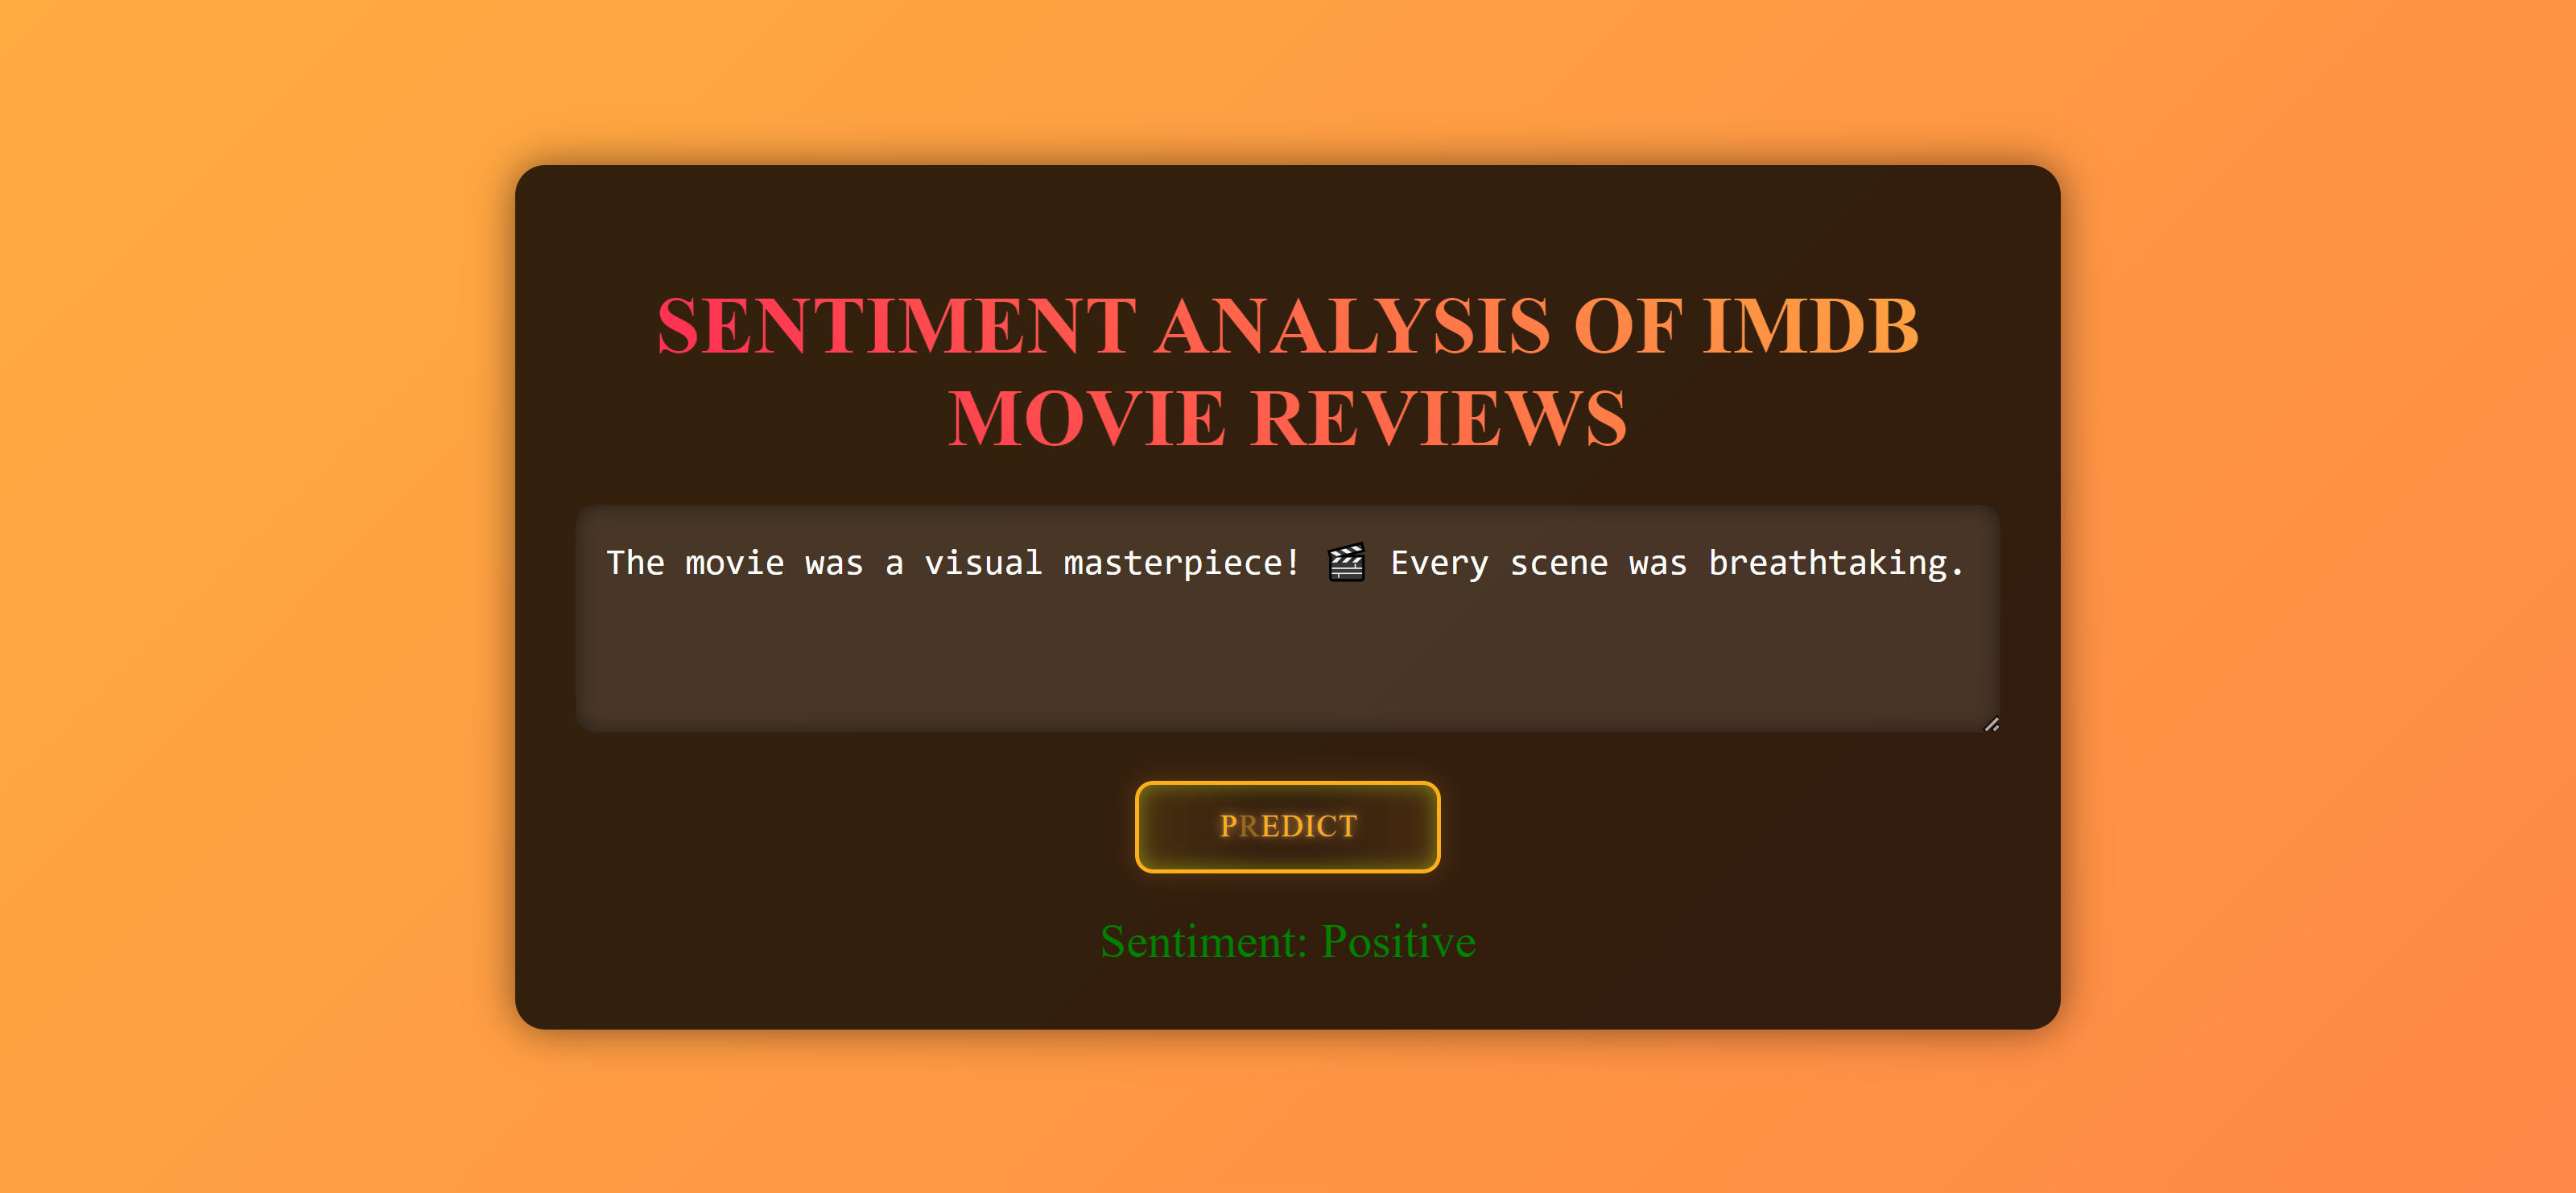 SENTIMENT ANALYSIS OF IMDB
MOVIE REVIEWS
The movie was a visual masterpiece! 🎬 Every scene was breathtaking.
PREDICT
Sentiment: Positive